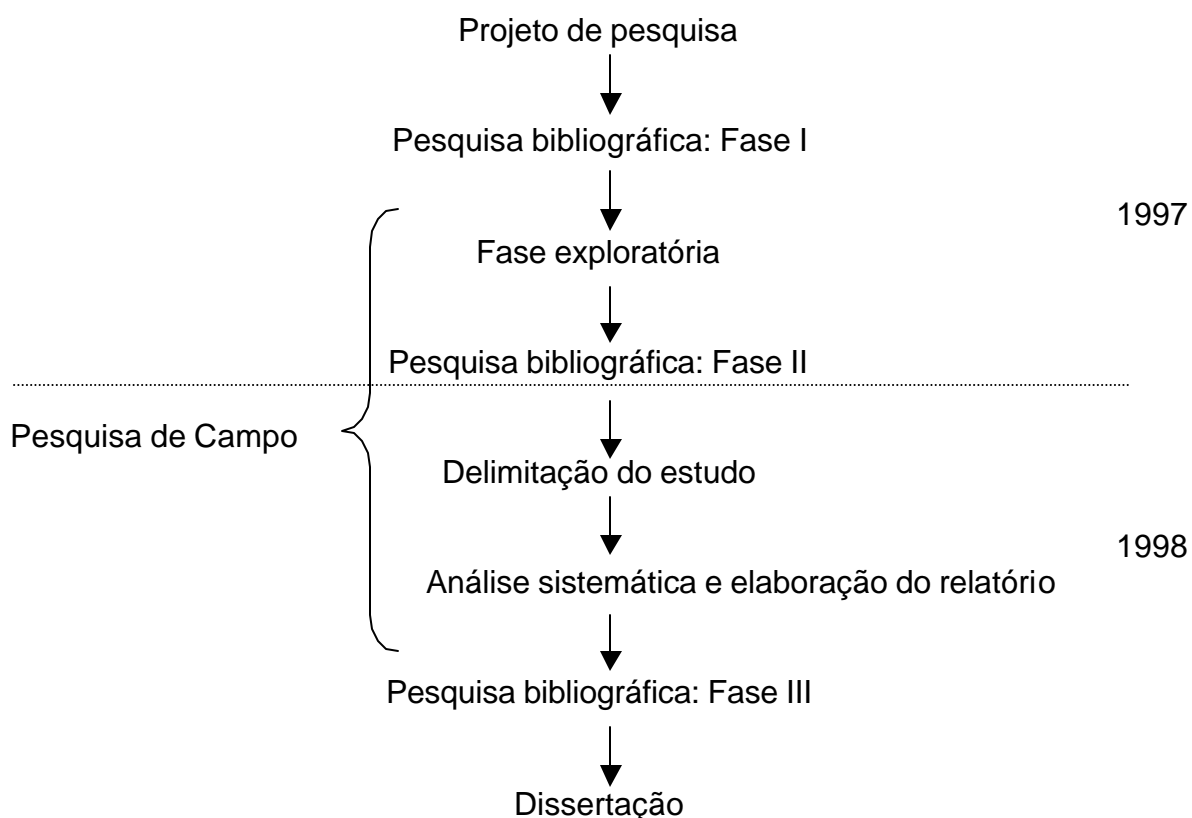 Projeto de pesquisa
Pesquisa bibliográfica: Fase I
1997
Fase exploratória
Pesquisa bibliográfica: Fase II
Pesquisa de Campo
Delimitação do estudo
1998
Análise sistemática e elaboração do relatório
Pesquisa bibliográfica: Fase III
Dissertação